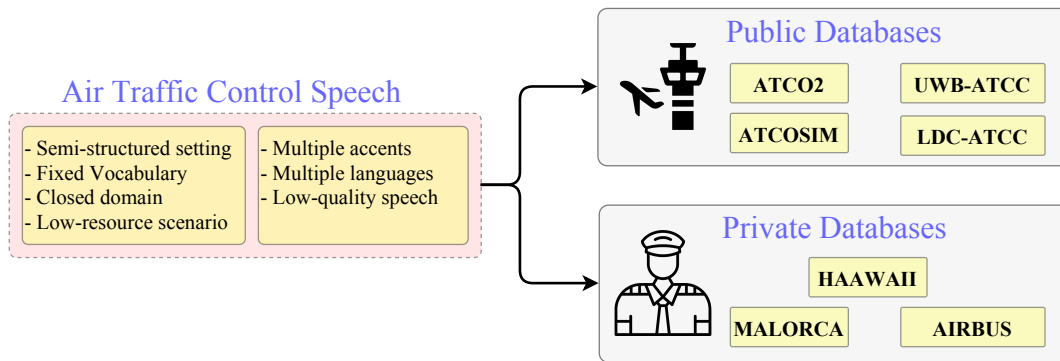 Air Traffic Control Speech
- Semi-structured setting
- Fixed Vocabulary
- Closed domain
- Low-resource scenario
- Multiple accents
- Multiple languages
- Low-quality speech
Public Databases
ATCO2
UWB-ATCC
ATCOSIM
LDC-ATCC
Private Databases
HAAWAII
MALORCA
AIRBUS